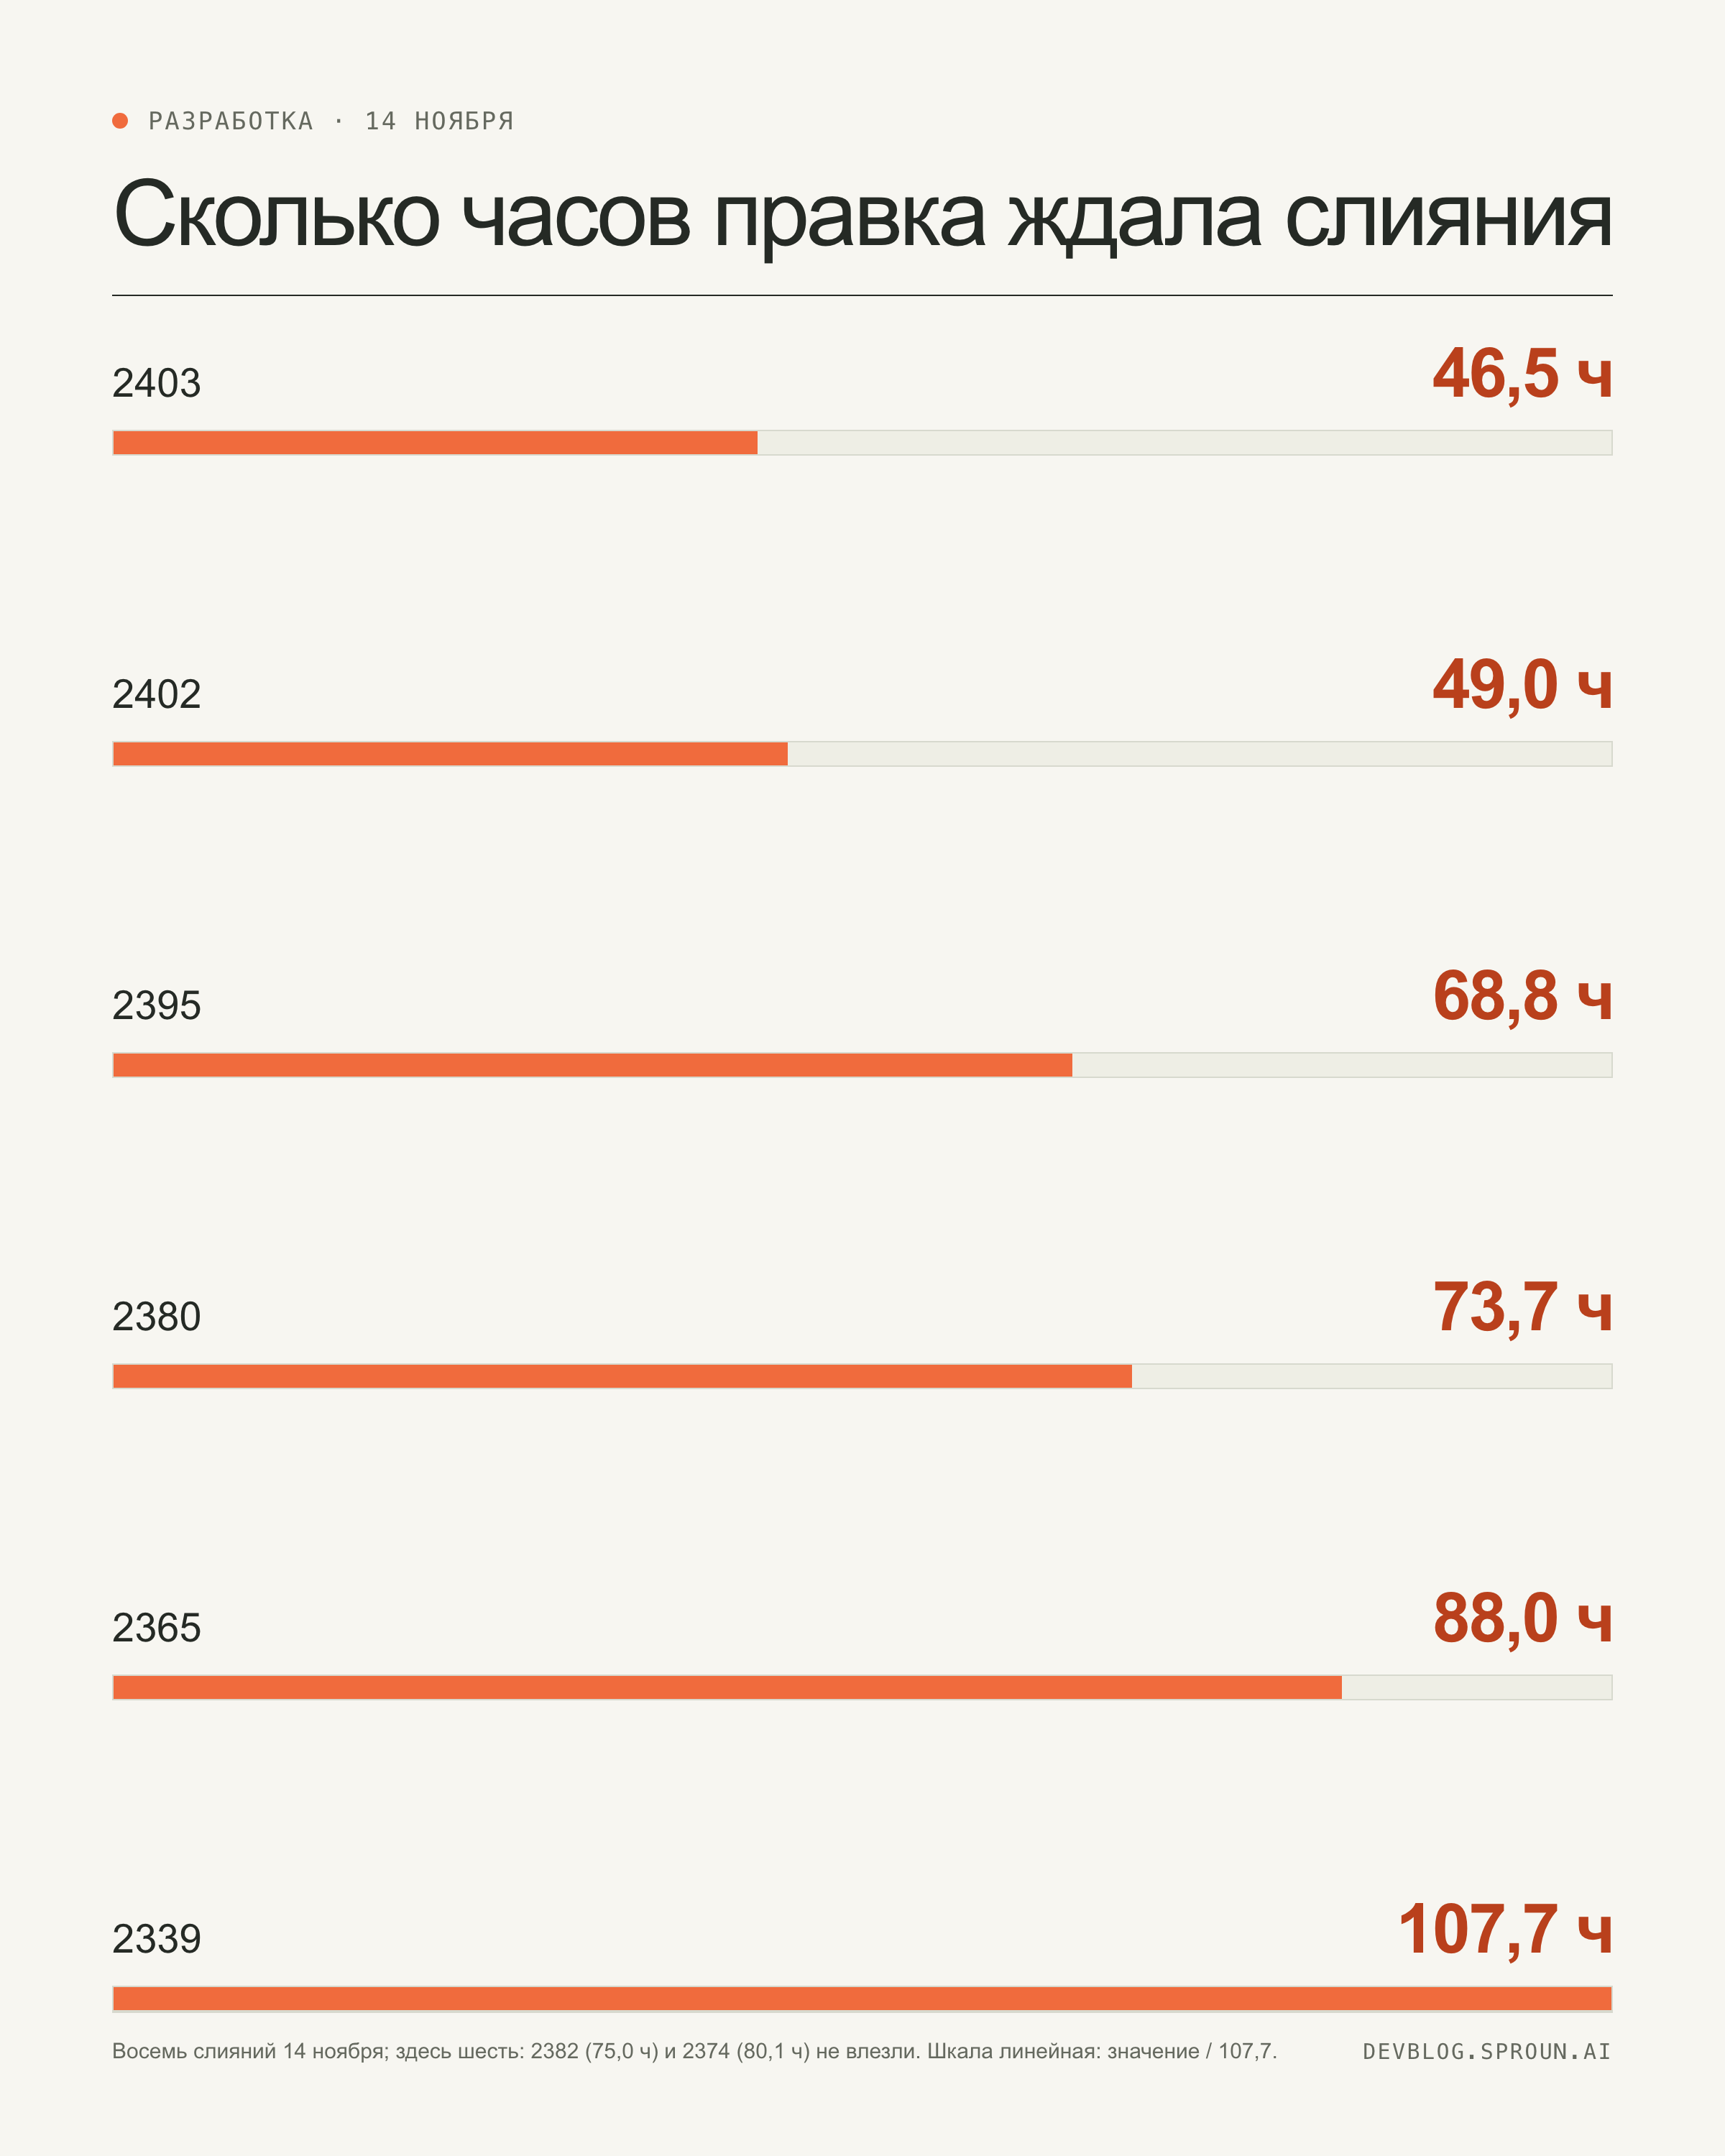 РАЗРАБОТКА · 14 НОЯБРЯ
Сколько часов правка ждала слияния
2403 46,5 ч
2402 49,0 ч
2395 68,8 ч
2380 73,7 ч
2365 88,0 ч
2339 107,7 ч
Восемь слияний 14 ноября; здесь шесть: 2382 (75,0 ч) и 2374 (80,1 ч) не влезли. Шкала линейная: значение / 107,7. DEVBLOG.SPROUN.AI